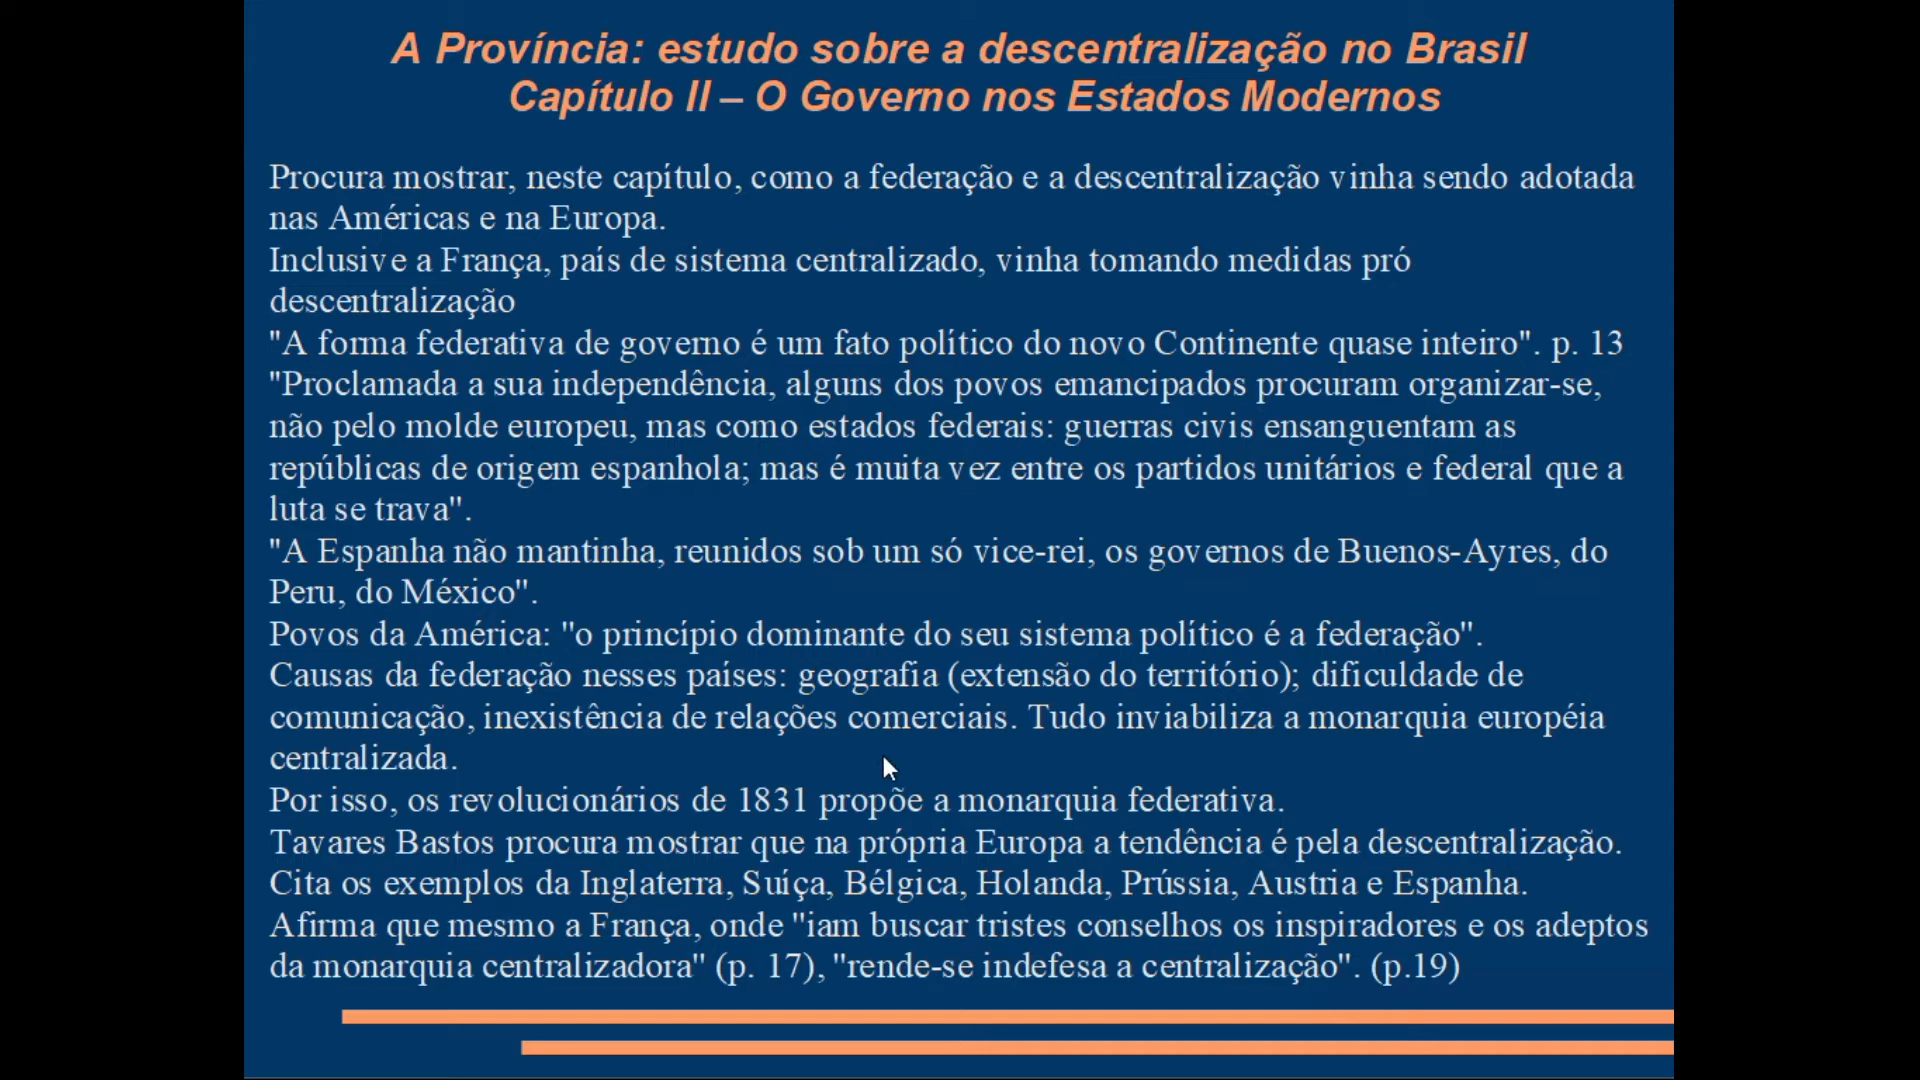 A Província: estudo sobre a descentralização no Brasil
Capítulo II – O Governo nos Estados Modernos
Procura mostrar, neste capítulo, como a federação e a descentralização vinha sendo adotada
nas Américas e na Europa.
Inclusive a França, país de sistema centralizado, vinha tomando medidas pró
descentralização
"A forma federativa de governo é um fato político do novo Continente quase inteiro". p. 13
"Proclamada a sua independência, alguns dos povos emancipados procuram organizar-se,
não pelo molde europeu, mas como estados federais: guerras civis ensanguentam as
repúblicas de origem espanhola; mas é muita vez entre os partidos unitários e federal que a
luta se trava".
"A Espanha não mantinha, reunidos sob um só vice-rei, os governos de Buenos-Ayres, do
Peru, do México".
Povos da América: "o princípio dominante do seu sistema político é a federação".
Causas da federação nesses países: geografia (extensão do território); dificuldade de
comunicação, inexistência de relações comerciais. Tudo inviabiliza a monarquia européia
centralizada.
Por isso, os revolucionários de 1831 propõe a monarquia federativa.
Tavares Bastos procura mostrar que na própria Europa a tendência é pela descentralização.
Cita os exemplos da Inglaterra, Suíça, Bélgica, Holanda, Prússia, Austria e Espanha.
Afirma que mesmo a França, onde "iam buscar tristes conselhos os inspiradores e os adeptos
da monarquia centralizadora" (p. 17), "rende-se indefesa a centralização". (p.19)